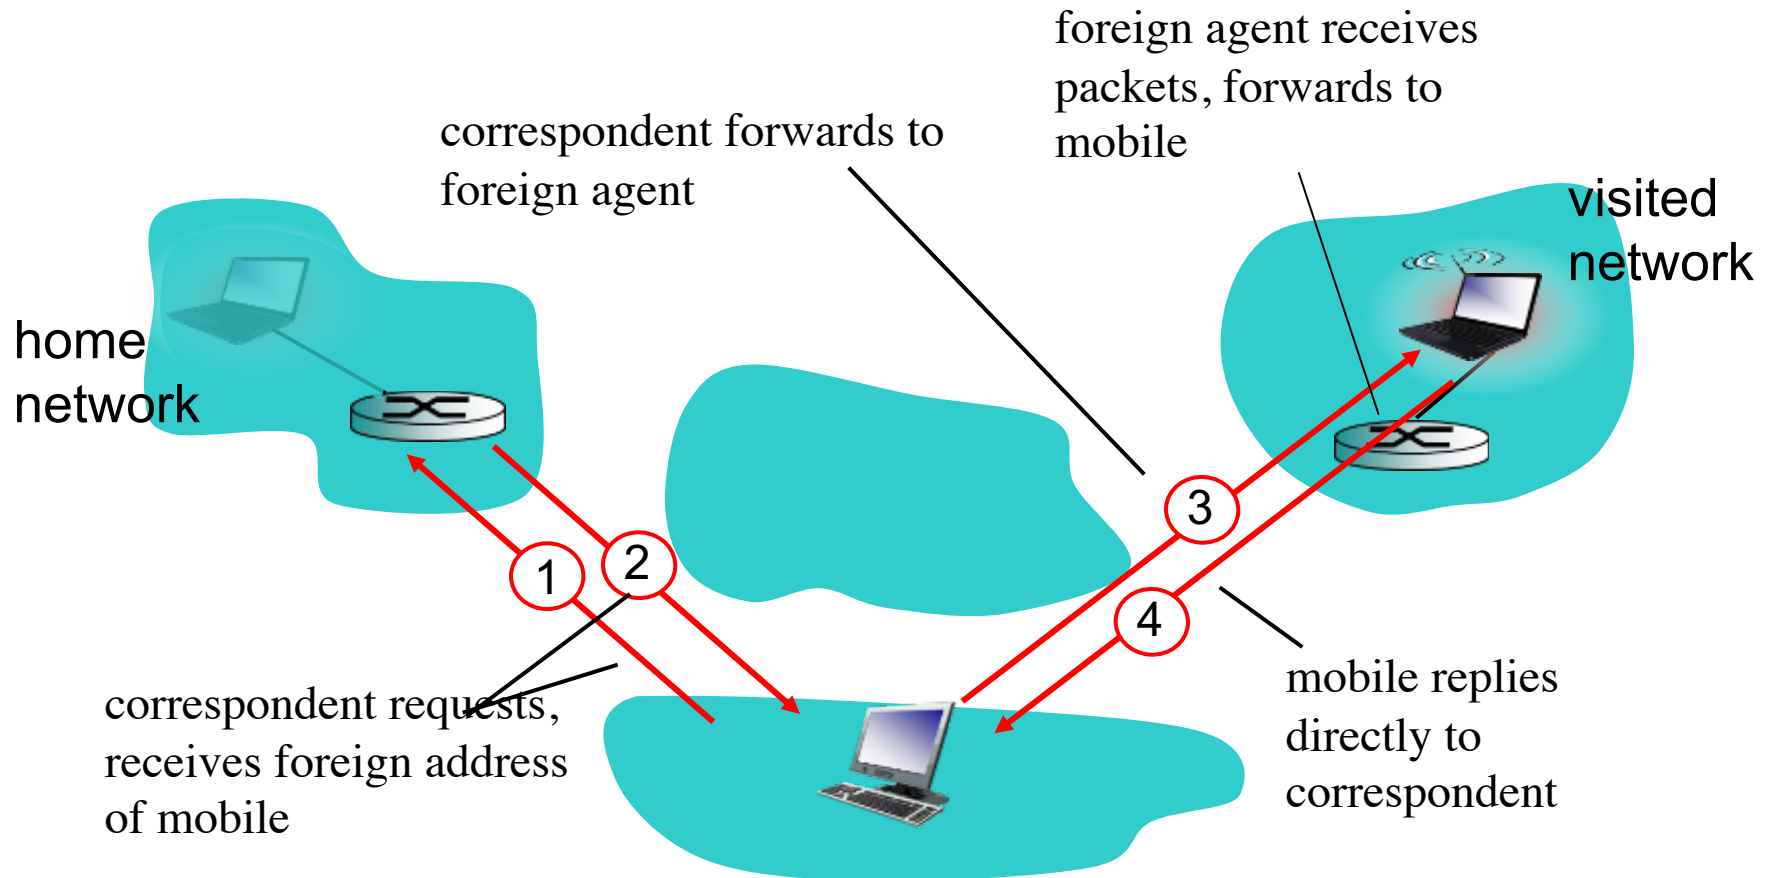 foreign agent receives
packets, forwards to
mobile
correspondent forwards to
foreign agent
visited
network
home
network
3
2
1
4
correspondent requests,
receives foreign address
of mobile
mobile replies
directly to
correspondent